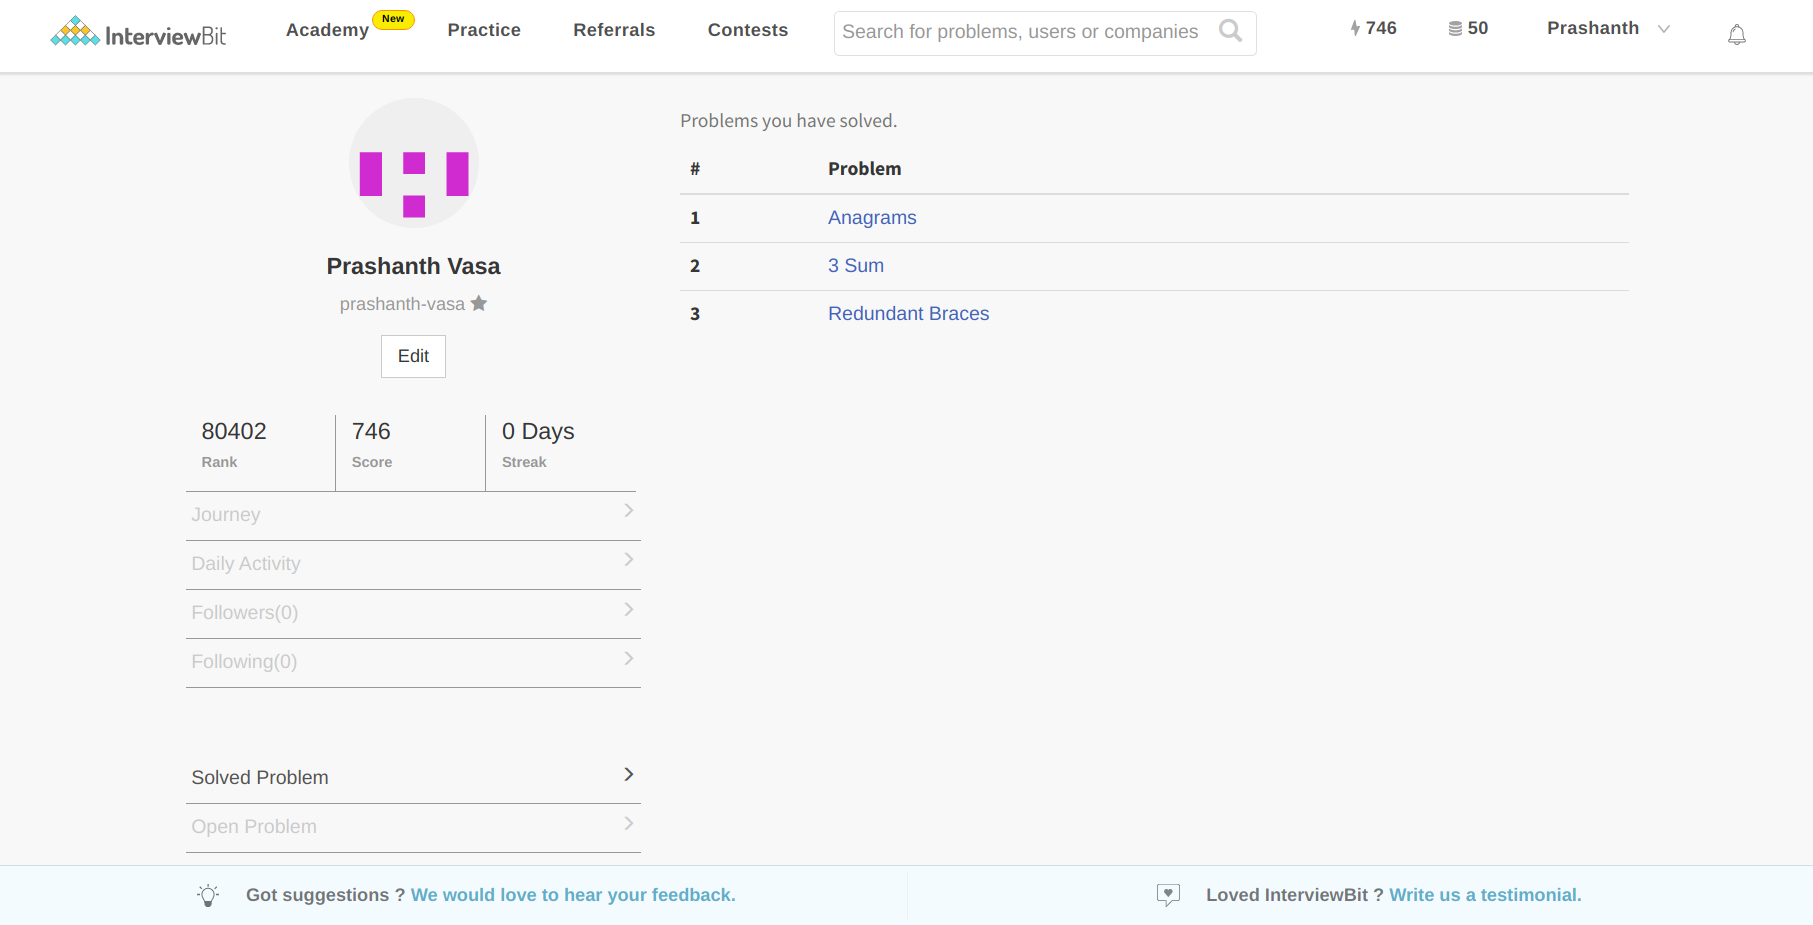 InterviewBit
Academy New Practice Referrals Contests Search for problems, users or companies 746 50 Prashanth
Prashanth Vasa
prashanth-vasa
Edit
80402 746 0 Days
Rank Score Streak
Journey
Daily Activity
Followers(0)
Following(0)
Solved Problem
Open Problem
Problems you have solved.
# Problem
1 Anagrams
2 3 Sum
3 Redundant Braces
Got suggestions ? We would love to hear your feedback.
Loved InterviewBit ? Write us a testimonial.